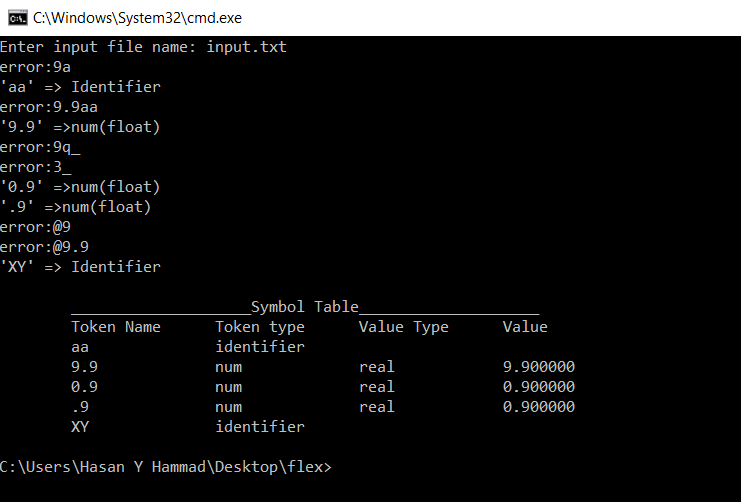 C:\Windows\System32\cmd.exe
Enter input file name: input.txt
error:9a
'aa' => Identifier
error:9.9aa
'9.9' =>num(float)
error:9q_
error:3_
'0.9' =>num(float)
'.9' =>num(float)
error:@9
error:@9.9
'XY' => Identifier
____________________Symbol Table____________________
Token Name Token type Value Type Value
aa identifier
9.9 num real 9.900000
0.9 num real 0.900000
.9 num real 0.900000
XY identifier
C:\Users\Hasan Y Hammad\Desktop\flex>